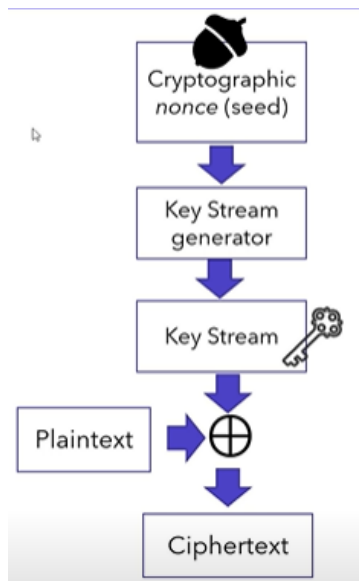 Cryptographic
nonce (seed)
Key Stream
generator
Key Stream
Plaintext
Ciphertext